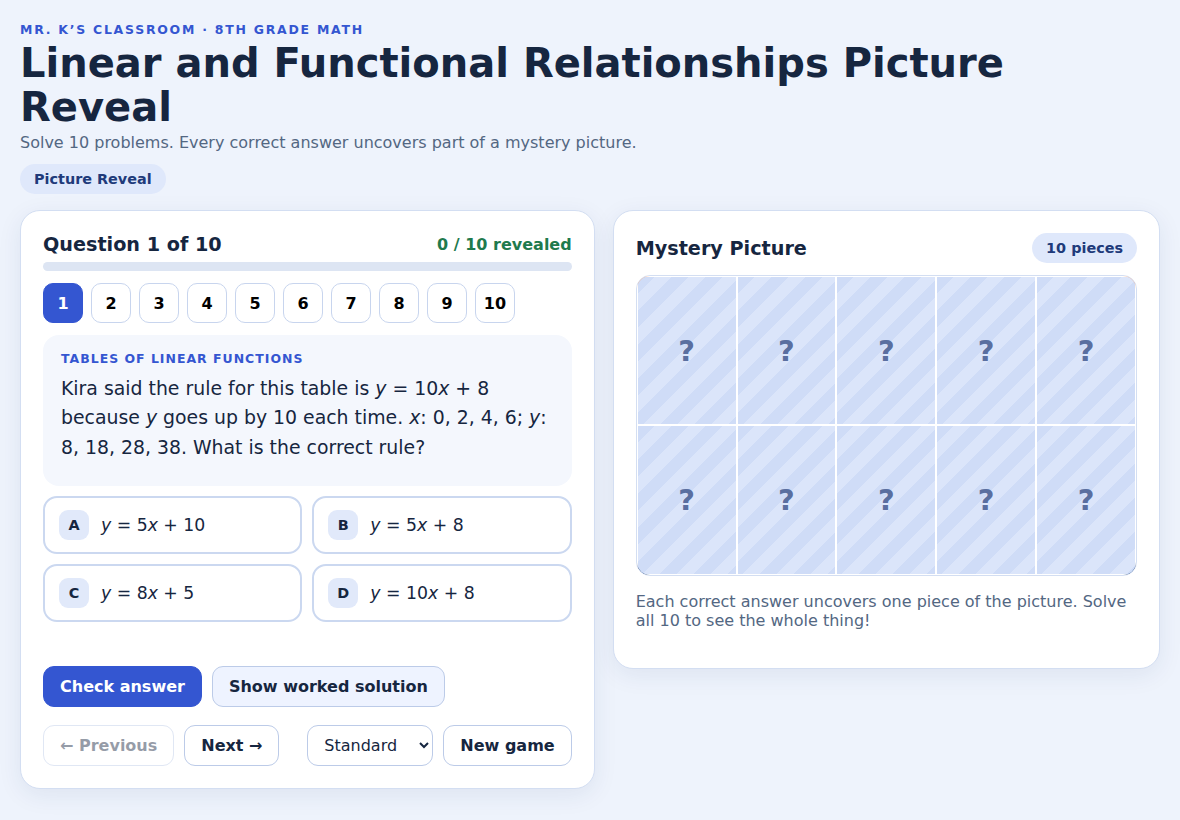 MR. K’S CLASSROOM · 8TH GRADE MATH
Linear and Functional Relationships Picture
Reveal
Solve 10 problems. Every correct answer uncovers part of a mystery picture.
Picture Reveal
Question 1 of 10
0 / 10 revealed
1 2 3 4 5 6 7 8 9 10
TABLES OF LINEAR FUNCTIONS
Kira said the rule for this table is y = 10x + 8
because y goes up by 10 each time. x: 0, 2, 4, 6; y:
8, 18, 28, 38. What is the correct rule?
A y = 5x + 10
B y = 5x + 8
C y = 8x + 5
D y = 10x + 8
Check answer
Show worked solution
← Previous
Next →
Standard
New game
Mystery Picture
10 pieces
? ? ? ? ?
? ? ? ? ?
Each correct answer uncovers one piece of the picture. Solve
all 10 to see the whole thing!